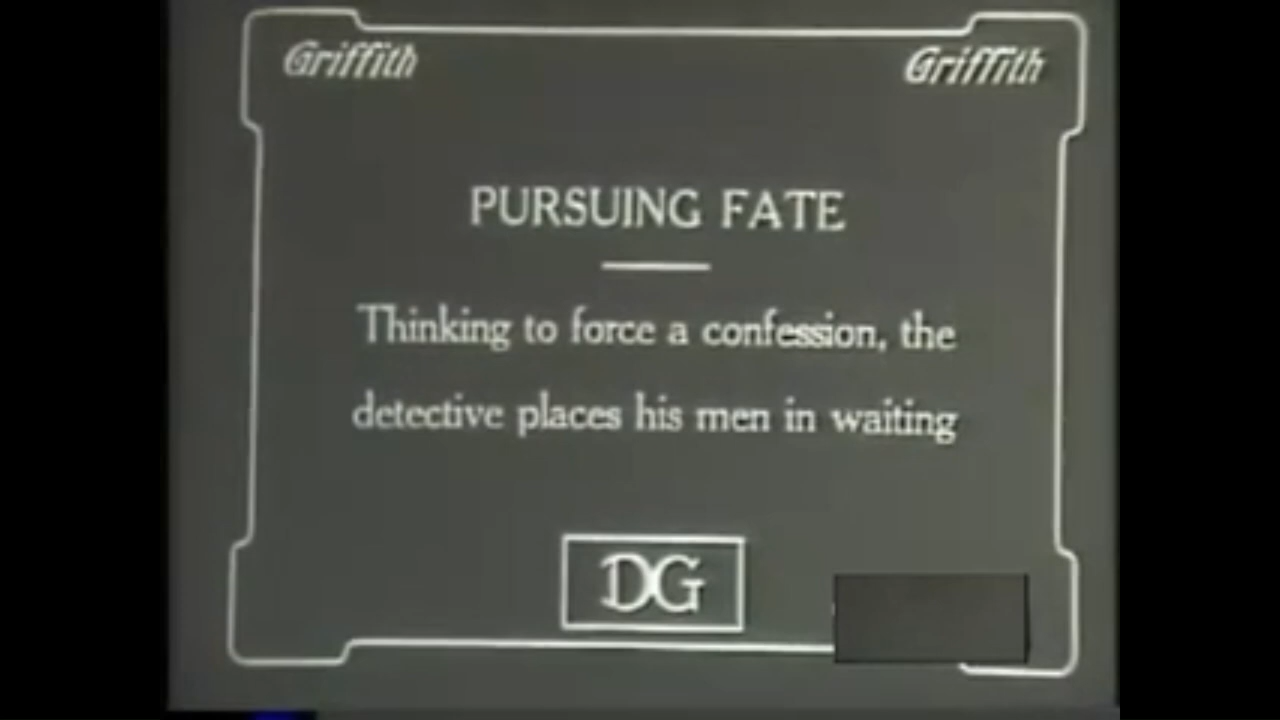 Griffith Griffith
PURSUING FATE
Thinking to force a confession, the
detective places his men in waiting
DG